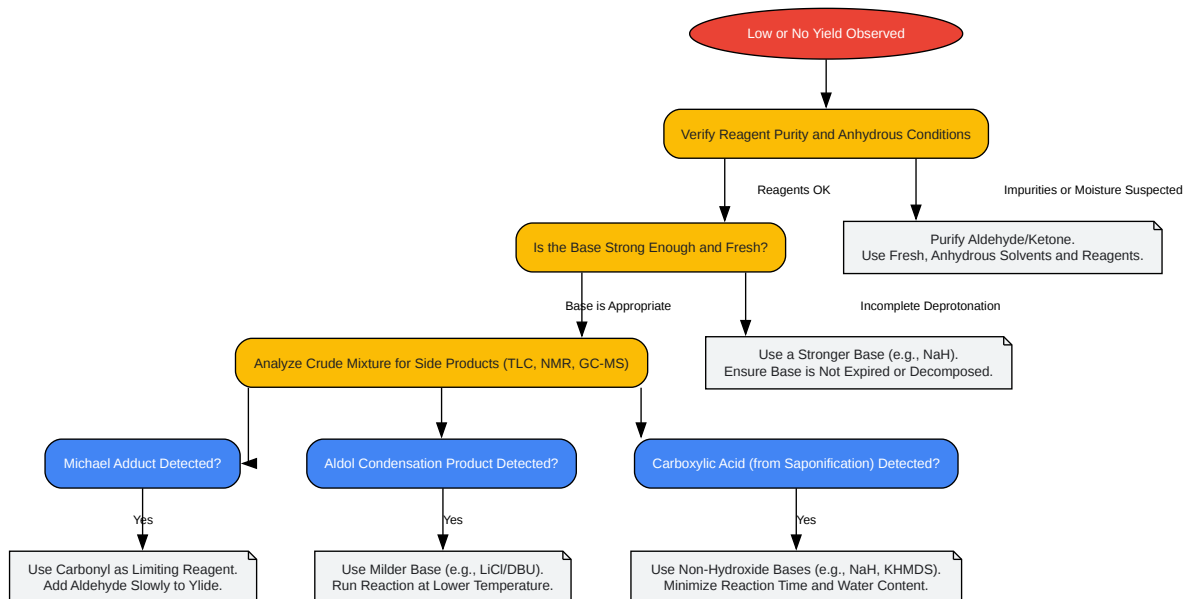 Low or No Yield Observed
Verify Reagent Purity and Anhydrous Conditions
Reagents OK
Impurities or Moisture Suspected
Is the Base Strong Enough and Fresh?
Purify Aldehyde/Ketone.
Use Fresh, Anhydrous Solvents and Reagents.
Base is Appropriate
Incomplete Deprotonation
Analyze Crude Mixture for Side Products (TLC, NMR, GC-MS)
Use a Stronger Base (e.g., NaH).
Ensure Base is Not Expired or Decomposed.
Michael Adduct Detected?
Aldol Condensation Product Detected?
Carboxylic Acid (from Saponification) Detected?
Yes
Yes
Yes
Use Carbonyl as Limiting Reagent.
Add Aldehyde Slowly to Ylide.
Use Milder Base (e.g., LiCl/DBU).
Run Reaction at Lower Temperature.
Use Non-Hydroxide Bases (e.g., NaH, KHMDS).
Minimize Reaction Time and Water Content.